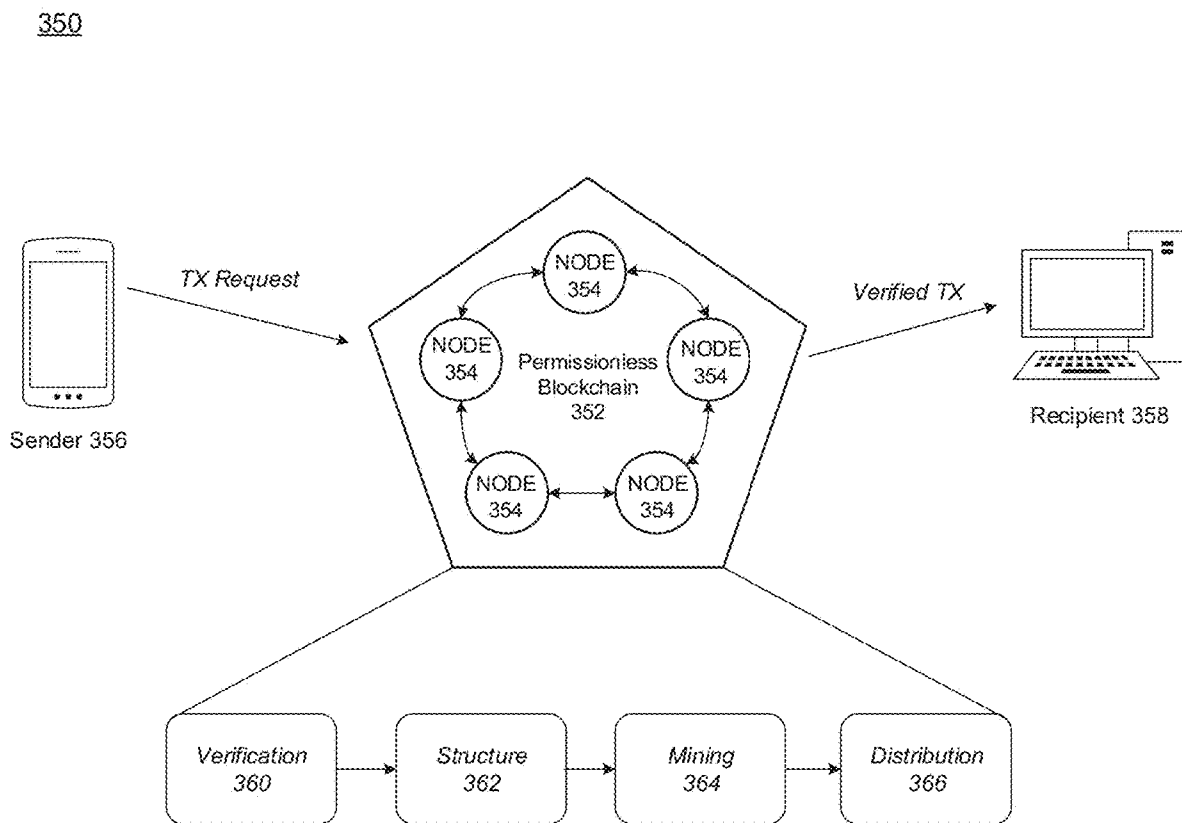 350
NODE
354
TX Request
Verified TX
NODE
354
Permissionless
Blockchain
352
NODE
354
Sender 356
Recipient 358
NODE
354
NODE
354
Verification
360
Structure
362
Mining
364
Distribution
366